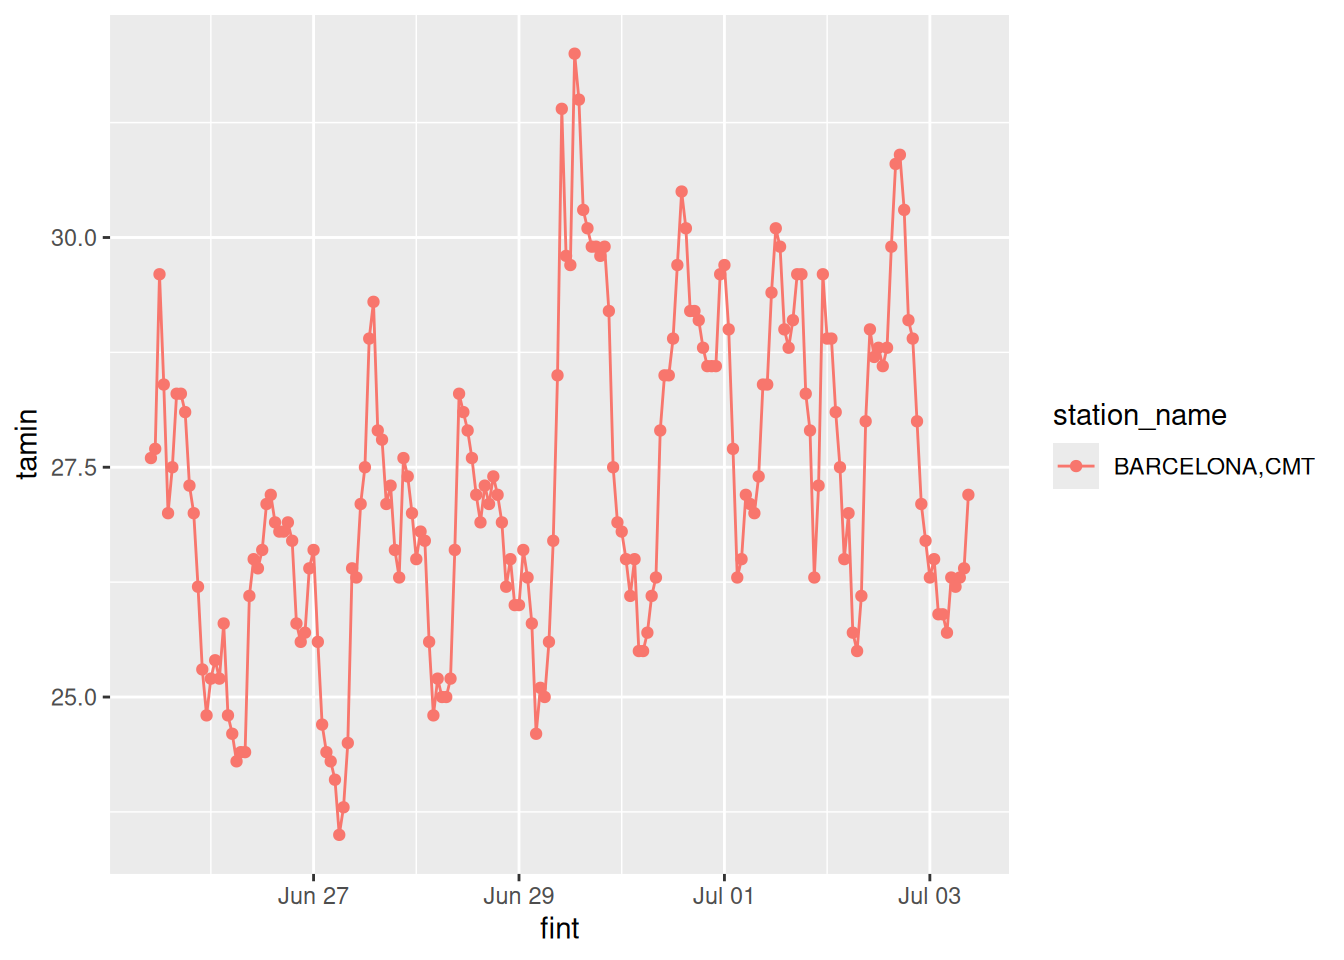 30.0
27.5
25.0
tamin
Jun 27
Jun 29
Jul 01
Jul 03
fint
station_name
BARCELONA,CMT